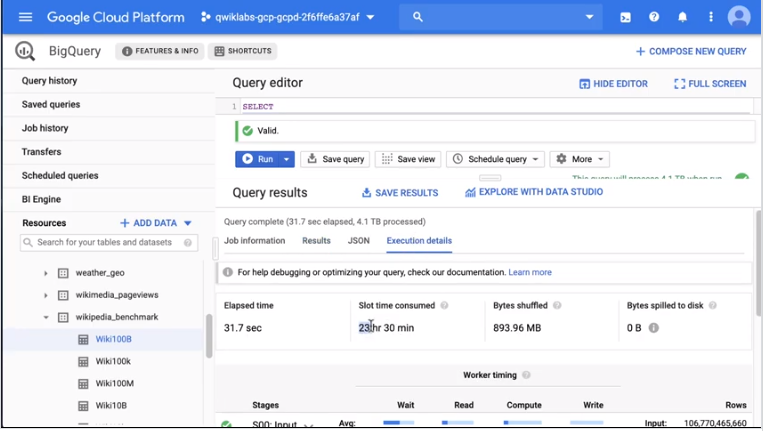 Google Cloud Platform
qwiklabs-gcp-gcpd-2f6ffe6a37af
BigQuery
FEATURES & INFO
SHORTCUTS
+ COMPOSE NEW QUERY
Query history
Saved queries
Job history
Transfers
Scheduled queries
BI Engine
Resources
+ ADD DATA
Search for your tables and datasets
weather_geo
wikimedia_pageviews
wikipedia_benchmark
Wiki100B
Wiki100k
Wiki100M
Wiki10B
Query editor
HIDE EDITOR
FULL SCREEN
1 SELECT
Valid.
Run
Save query
Save view
Schedule query
More
This query will process 4.1 TB when run
Query results
SAVE RESULTS
EXPLORE WITH DATA STUDIO
Query complete (31.7 sec elapsed, 4.1 TB processed)
Job information Results JSON Execution details
For help debugging or optimizing your query, check our documentation. Learn more
Elapsed time Slot time consumed Bytes shuffled Bytes spilled to disk
31.7 sec 23 hr 30 min 893.96 MB 0 B
Worker timing
Stages Wait Read Compute Write Rows
S00: Input Avg: Input: 106,770,465,660